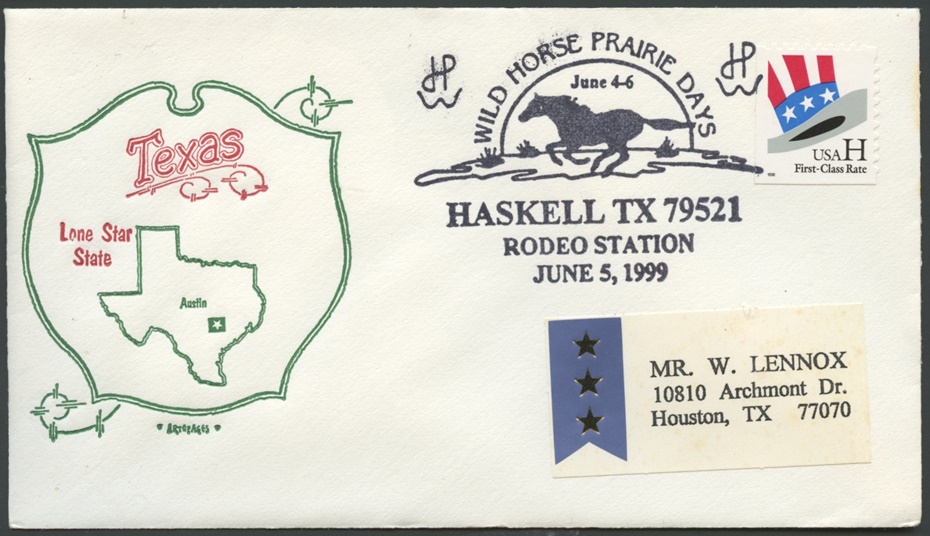 Texas
Lone Star
State
Austin
ARTOPAGES
WILD HORSE PRAIRIE DAYS
June 4-6
HASKELL TX 79521
RODEO STATION
JUNE 5, 1999
USA H
First-Class Rate
MR. W. LENNOX
10810 Archmont Dr.
Houston, TX 77070